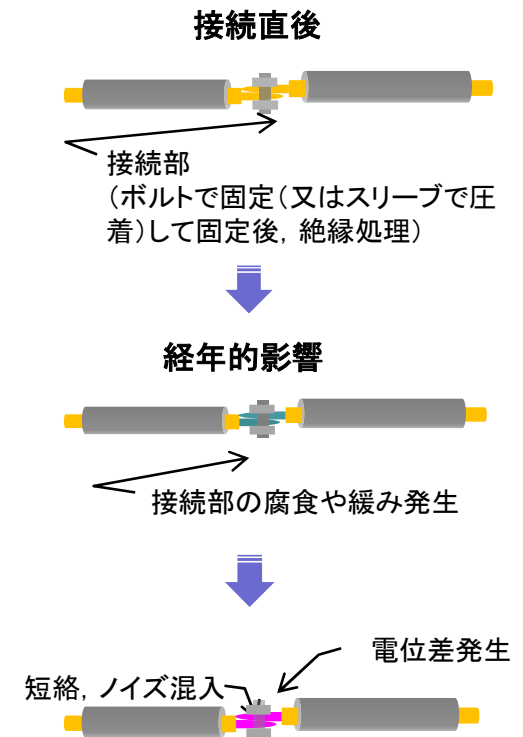 接続直後
接続部
（ボルトで固定（又はスリーブで圧
着）して固定後，絶縁処理）
経年的影響
接続部の腐食や緩み発生
電位差発生
短絡，ノイズ混入